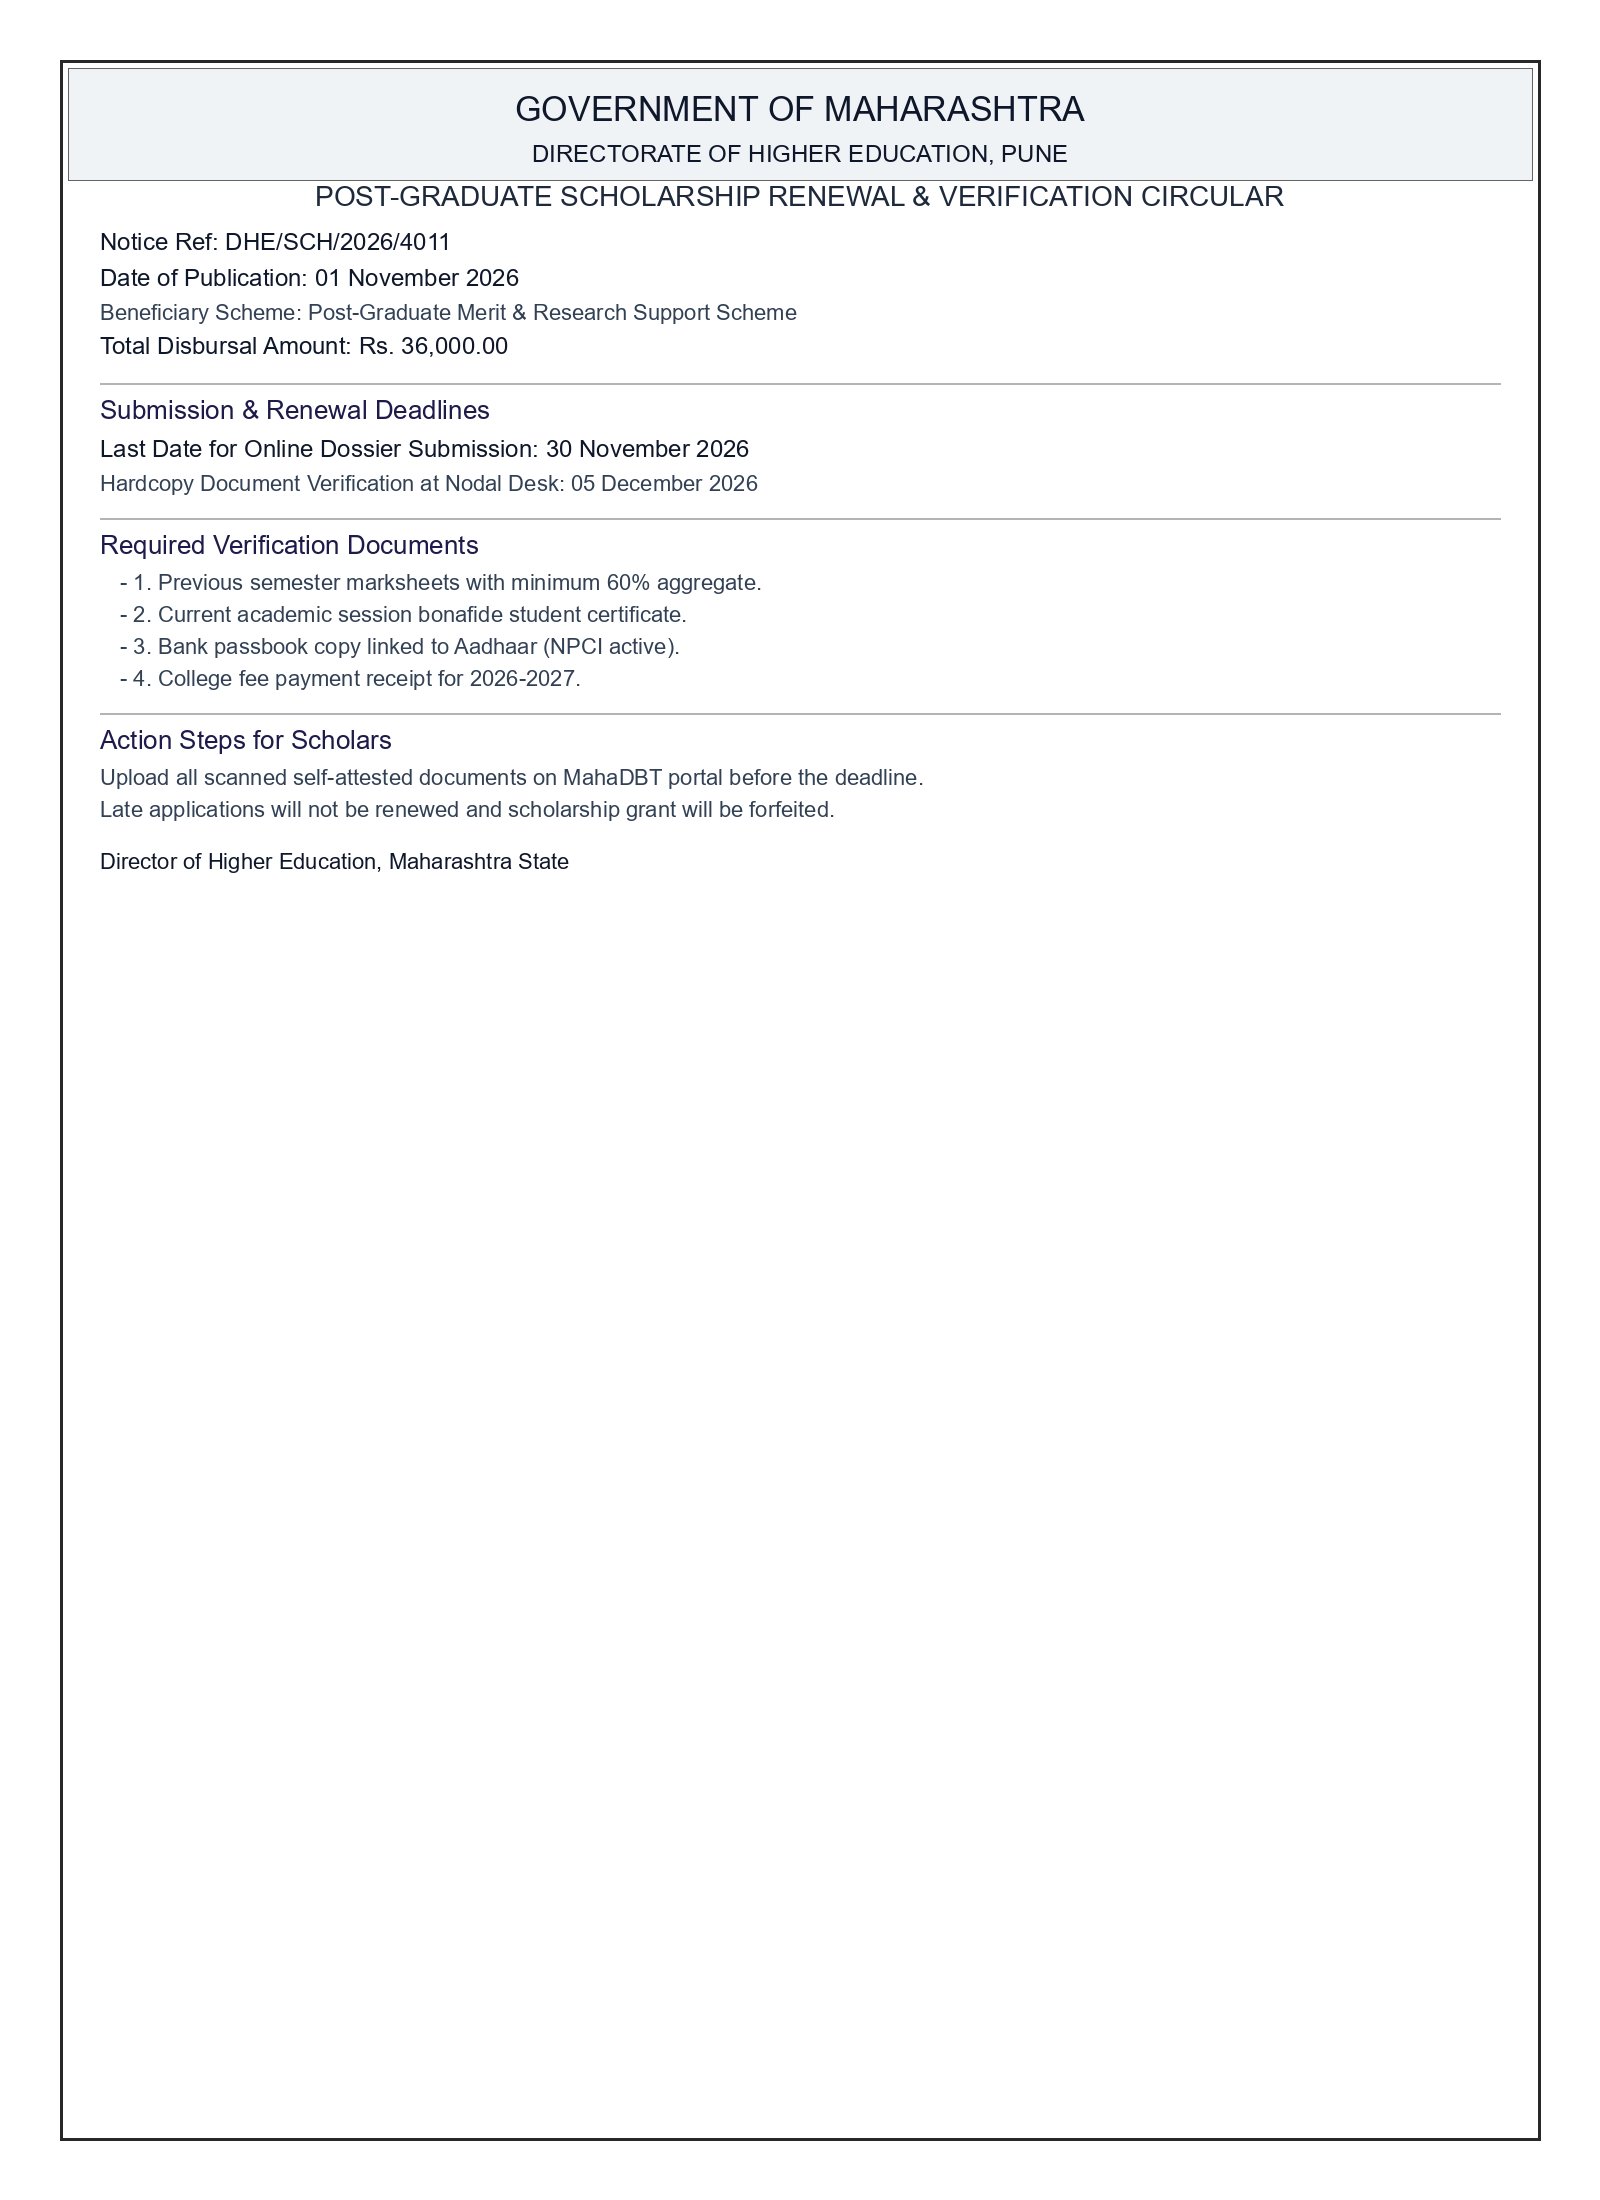 GOVERNMENT OF MAHARASHTRA
DIRECTORATE OF HIGHER EDUCATION, PUNE
POST-GRADUATE SCHOLARSHIP RENEWAL & VERIFICATION CIRCULAR
Notice Ref: DHE/SCH/2026/4011
Date of Publication: 01 November 2026
Beneficiary Scheme: Post-Graduate Merit & Research Support Scheme
Total Disbursal Amount: Rs. 36,000.00
Submission & Renewal Deadlines
Last Date for Online Dossier Submission: 30 November 2026
Hardcopy Document Verification at Nodal Desk: 05 December 2026
Required Verification Documents
- 1. Previous semester marksheets with minimum 60% aggregate.
- 2. Current academic session bonafide student certificate.
- 3. Bank passbook copy linked to Aadhaar (NPCI active).
- 4. College fee payment receipt for 2026-2027.
Action Steps for Scholars
Upload all scanned self-attested documents on MahaDBT portal before the deadline.
Late applications will not be renewed and scholarship grant will be forfeited.
Director of Higher Education, Maharashtra State